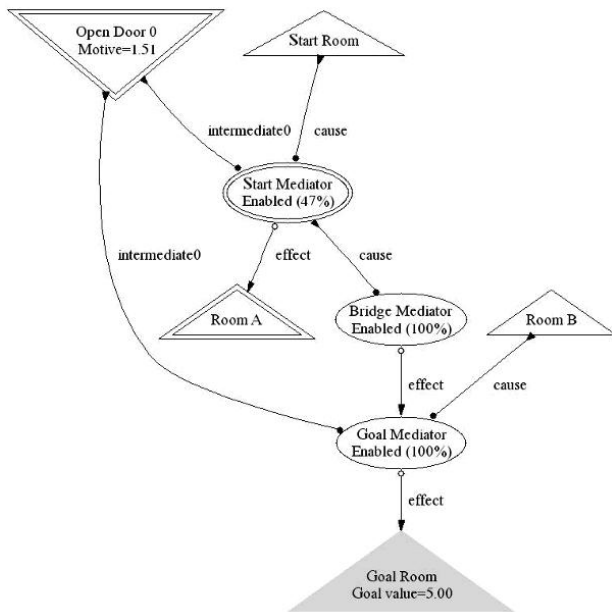 Open Door 0
Motive=1.51
Start Room
intermediate0
cause
Start Mediator
Enabled (47%)
intermediate0
effect
cause
Room A
Bridge Mediator
Enabled (100%)
Room B
effect
cause
Goal Mediator
Enabled (100%)
effect
Goal Room
Goal value=5.00